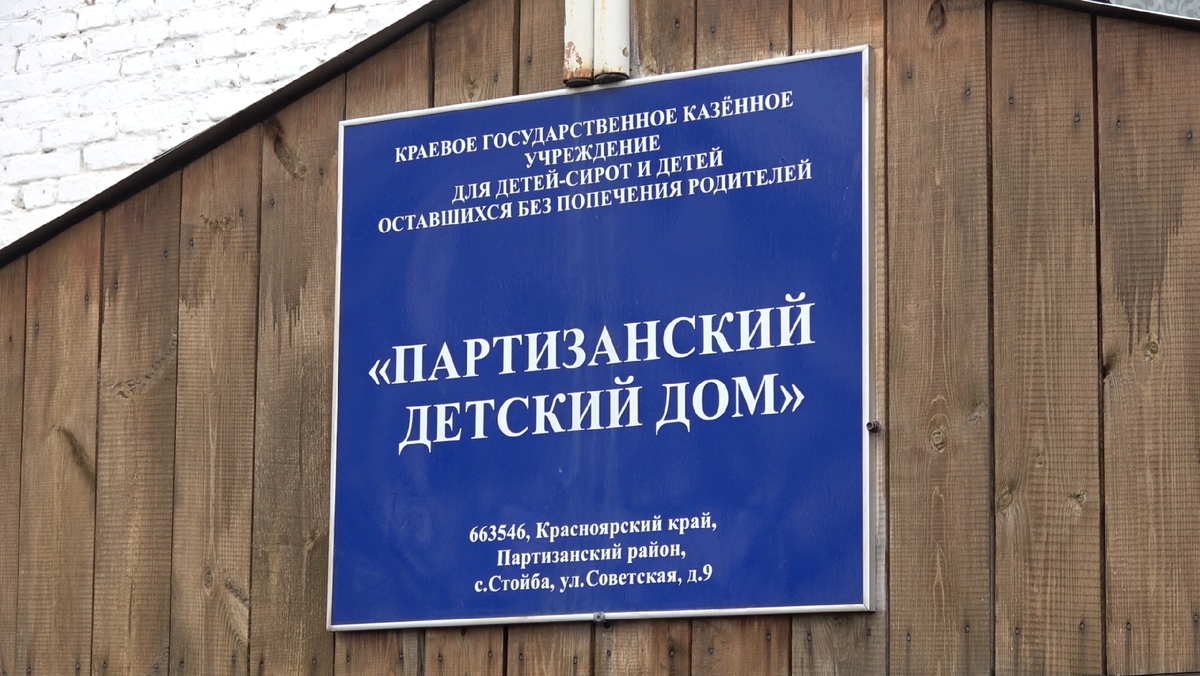 КРАЕВОЕ ГОСУДАРСТВЕННОЕ КАЗЁННОЕ
УЧРЕЖДЕНИЕ
ДЛЯ ДЕТЕЙ-СИРОТ И ДЕТЕЙ
ОСТАВШИХСЯ БЕЗ ПОПЕЧЕНИЯ РОДИТЕЛЕЙ
«ПАРТИЗАНСКИЙ
ДЕТСКИЙ ДОМ»
663546, Красноярский край,
Партизанский район,
с.Стойба, ул.Советская, д.9